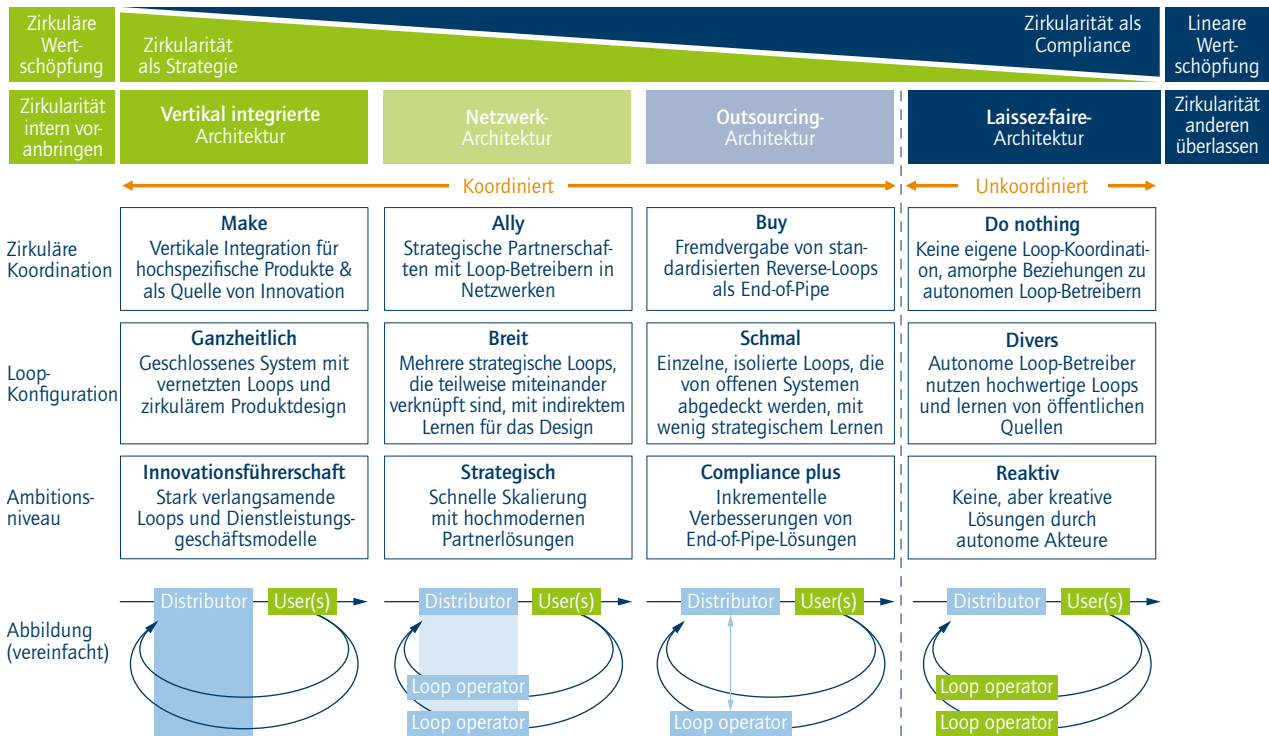 Zirkuläre
Wert-
schöpfung
Zirkularität
als Strategie
Zirkularität als
Compliance
Lineare
Wert-
schöpfung
Zirkularität
intern vor-
anbringen
Vertikal integrierte
Architektur
Netzwerk-
Architektur
Outsourcing-
Architektur
Laissez-faire-
Architektur
Zirkularität
anderen
überlassen
Koordiniert
Unkoordiniert
Zirkuläre
Koordination
Make
Vertikale Integration für
hochspezifische Produkte &
als Quelle von Innovation
Ally
Strategische Partnerschaf-
ten mit Loop-Betreibern in
Netzwerken
Buy
Fremdvergabe von stan-
dardisierten Reverse-Loops
als End-of-Pipe
Do nothing
Keine eigene Loop-Koordinati-
on, amorphe Beziehungen zu
autonomen Loop-Betreibern
Loop-
Konfiguration
Ganzheitlich
Geschlossenes System mit
vernetzten Loops und
zirkulärem Produktdesign
Breit
Mehrere strategische Loops,
die teilweise miteinander
verknüpft sind, mit indirektem
Lernen für das Design
Schmal
Einzelne, isolierte Loops, die
von offenen Systemen
abgedeckt werden, mit
wenig strategischem Lernen
Divers
Autonome Loop-Betreiber
nutzen hochwertige Loops
und lernen von öffentlichen
Quellen
Ambitions-
niveau
Innovationsführerschaft
Stark verlangsamende
Loops und Dienstleistungs-
geschäftsmodelle
Strategisch
Schnelle Skalierung
mit hochmodernen
Partnerlösungen
Compliance plus
Inkrementelle
Verbesserungen von
End-of-Pipe-Lösungen
Reaktiv
Keine, aber kreative
Lösungen durch
autonome Akteure
Abbildung
(vereinfacht)
Distributor
User(s)
Distributor
User(s)
Loop operator
Loop operator
Distributor
User(s)
Loop operator
Distributor
User(s)
Loop operator
Loop operator